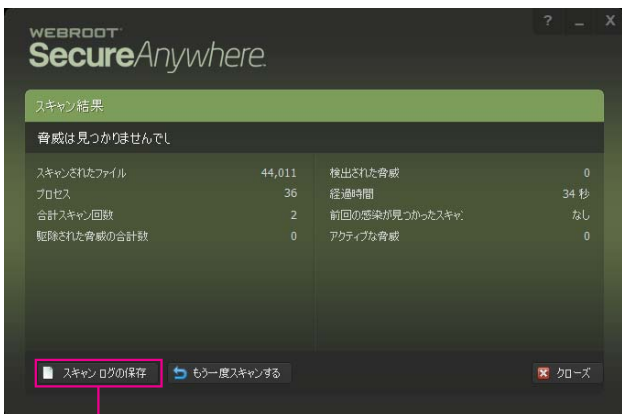 WEBROOT
SecureAnywhere.
? _ X
スキャン結果
脅威は見つかりませんでし
スキャンされたファイル 44,011
プロセス 36
合計スキャン回数 2
駆除された脅威の合計数 0
検出された脅威 0
経過時間 34 秒
前回の感染が見つかったスキャン: なし
アクティブな脅威 0
スキャン ログの保存
もう一度スキャンする
クローズ